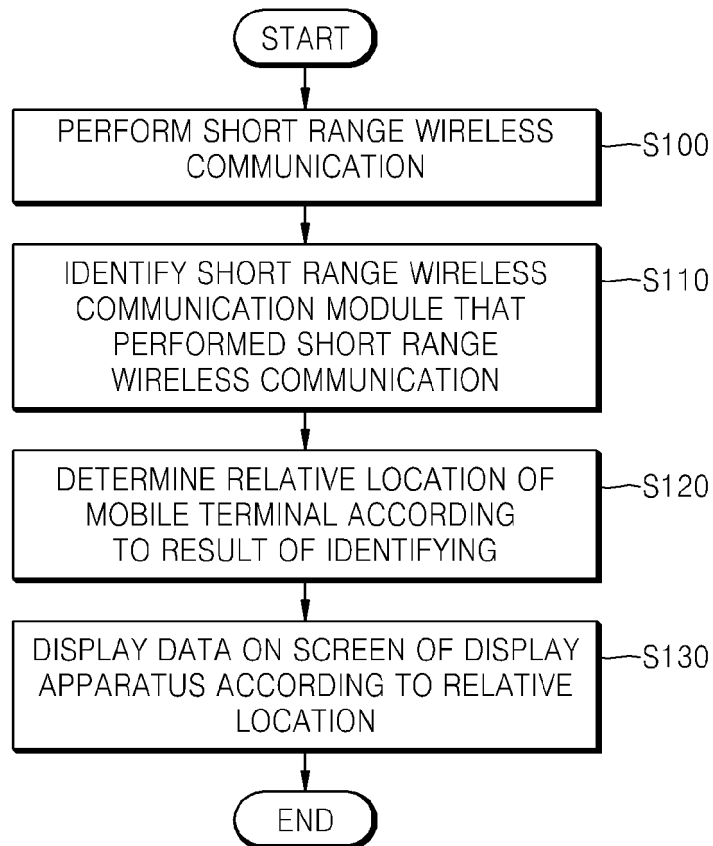 START
PERFORM SHORT RANGE WIRELESS
COMMUNICATION
S100
IDENTIFY SHORT RANGE WIRELESS
COMMUNICATION MODULE THAT
PERFORMED SHORT RANGE
WIRELESS COMMUNICATION
S110
DETERMINE RELATIVE LOCATION OF
MOBILE TERMINAL ACCORDING
TO RESULT OF IDENTIFYING
S120
DISPLAY DATA ON SCREEN OF DISPLAY
APPARATUS ACCORDING TO RELATIVE
LOCATION
S130
END